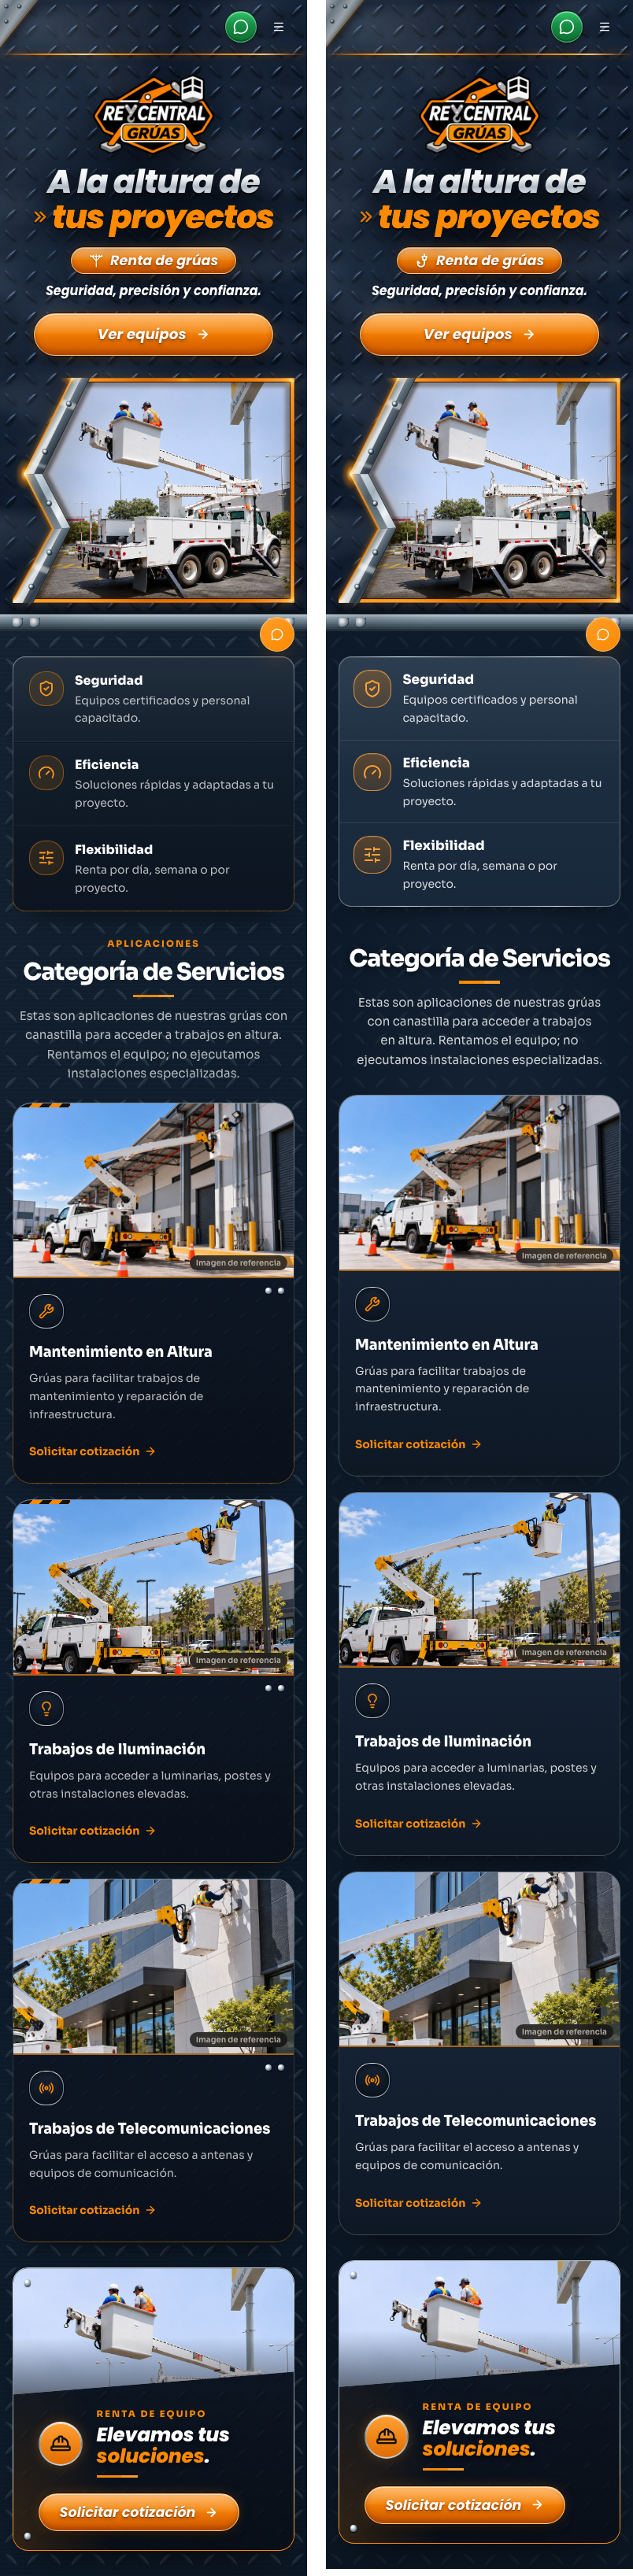 REY CENTRAL
GRÚAS
A la altura de
» tus proyectos
Renta de grúas
Seguridad, precisión y confianza.
Ver equipos →
Seguridad
Equipos certificados y personal
capacitado.
Eficiencia
Soluciones rápidas y adaptadas a tu
proyecto.
Flexibilidad
Renta por día, semana o por
proyecto.
APLICACIONES
Categoría de Servicios
Estas son aplicaciones de nuestras grúas con
canastilla para acceder a trabajos en altura.
Rentamos el equipo; no ejecutamos
instalaciones especializadas.
Imagen de referencia
Mantenimiento en Altura
Grúas para facilitar trabajos de
mantenimiento y reparación de
infraestructura.
Solicitar cotización →
Imagen de referencia
Trabajos de Iluminación
Equipos para acceder a luminarias, postes y
otras instalaciones elevadas.
Solicitar cotización →
Imagen de referencia
Trabajos de Telecomunicaciones
Grúas para facilitar el acceso a antenas y
equipos de comunicación.
Solicitar cotización →
RENTA DE EQUIPO
Elevamos tus
soluciones.
Solicitar cotización →
REY CENTRAL
GRÚAS
A la altura de
» tus proyectos
Renta de grúas
Seguridad, precisión y confianza.
Ver equipos →
Seguridad
Equipos certificados y personal
capacitado.
Eficiencia
Soluciones rápidas y adaptadas a tu
proyecto.
Flexibilidad
Renta por día, semana o por
proyecto.
Categoría de Servicios
Estas son aplicaciones de nuestras grúas
con canastilla para acceder a trabajos
en altura. Rentamos el equipo; no
ejecutamos instalaciones especializadas.
Imagen de referencia
Mantenimiento en Altura
Grúas para facilitar trabajos de
mantenimiento y reparación de
infraestructura.
Solicitar cotización →
Imagen de referencia
Trabajos de Iluminación
Equipos para acceder a luminarias, postes y
otras instalaciones elevadas.
Solicitar cotización →
Imagen de referencia
Trabajos de Telecomunicaciones
Grúas para facilitar el acceso a antenas y
equipos de comunicación.
Solicitar cotización →
RENTA DE EQUIPO
Elevamos tus
soluciones.
Solicitar cotización →